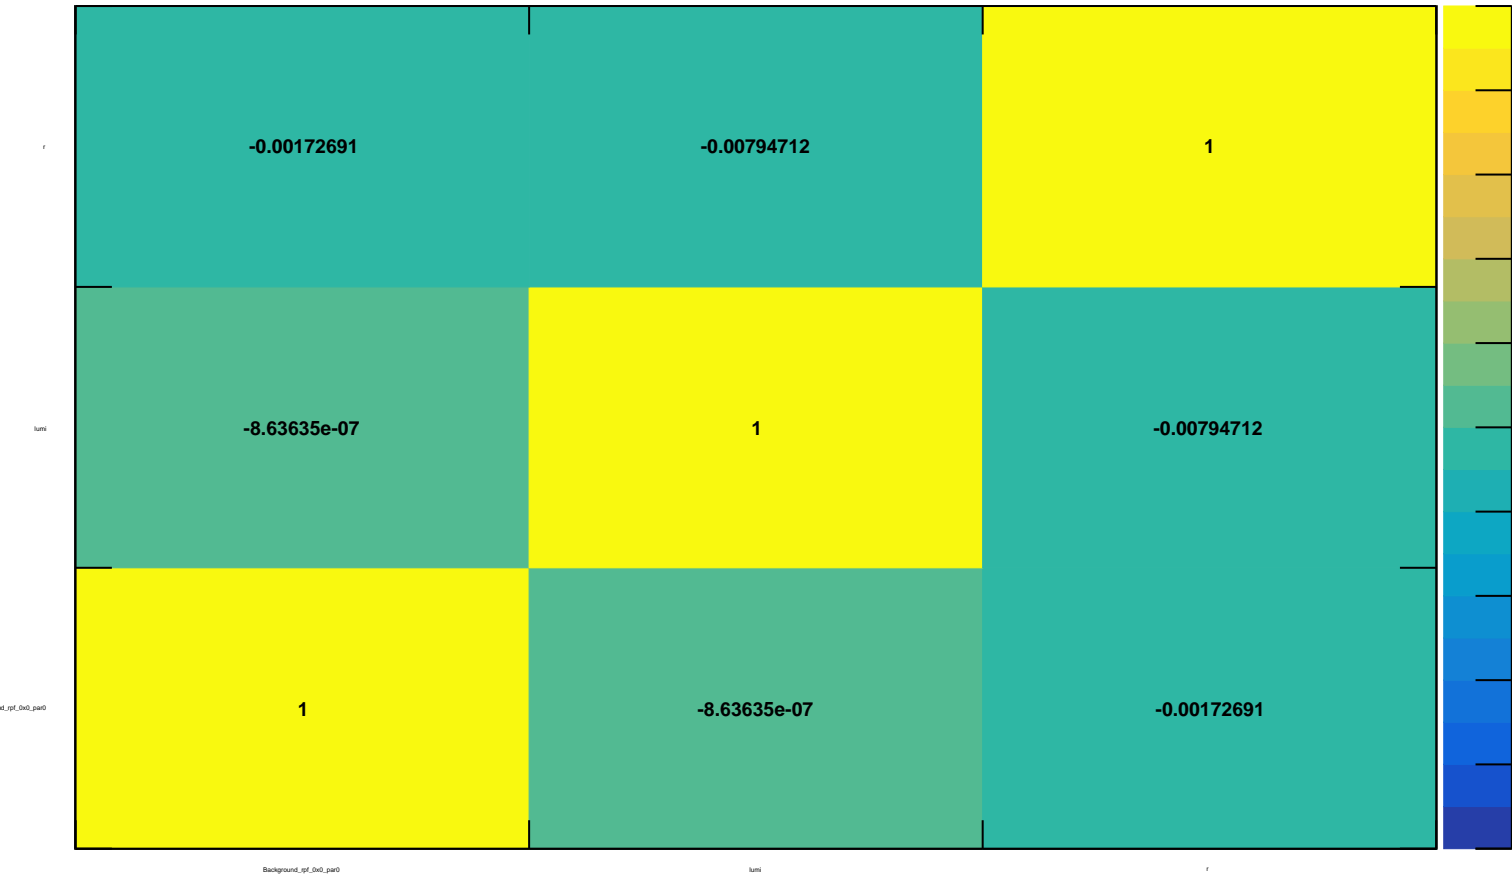 -0.00172691 -0.00794712 1
r
lumi
-8.63635e-07 1 -0.00794712
d_rpf_0x0_par0
1 -8.63635e-07 -0.00172691
Background_rpf_0x0_par0 lumi r